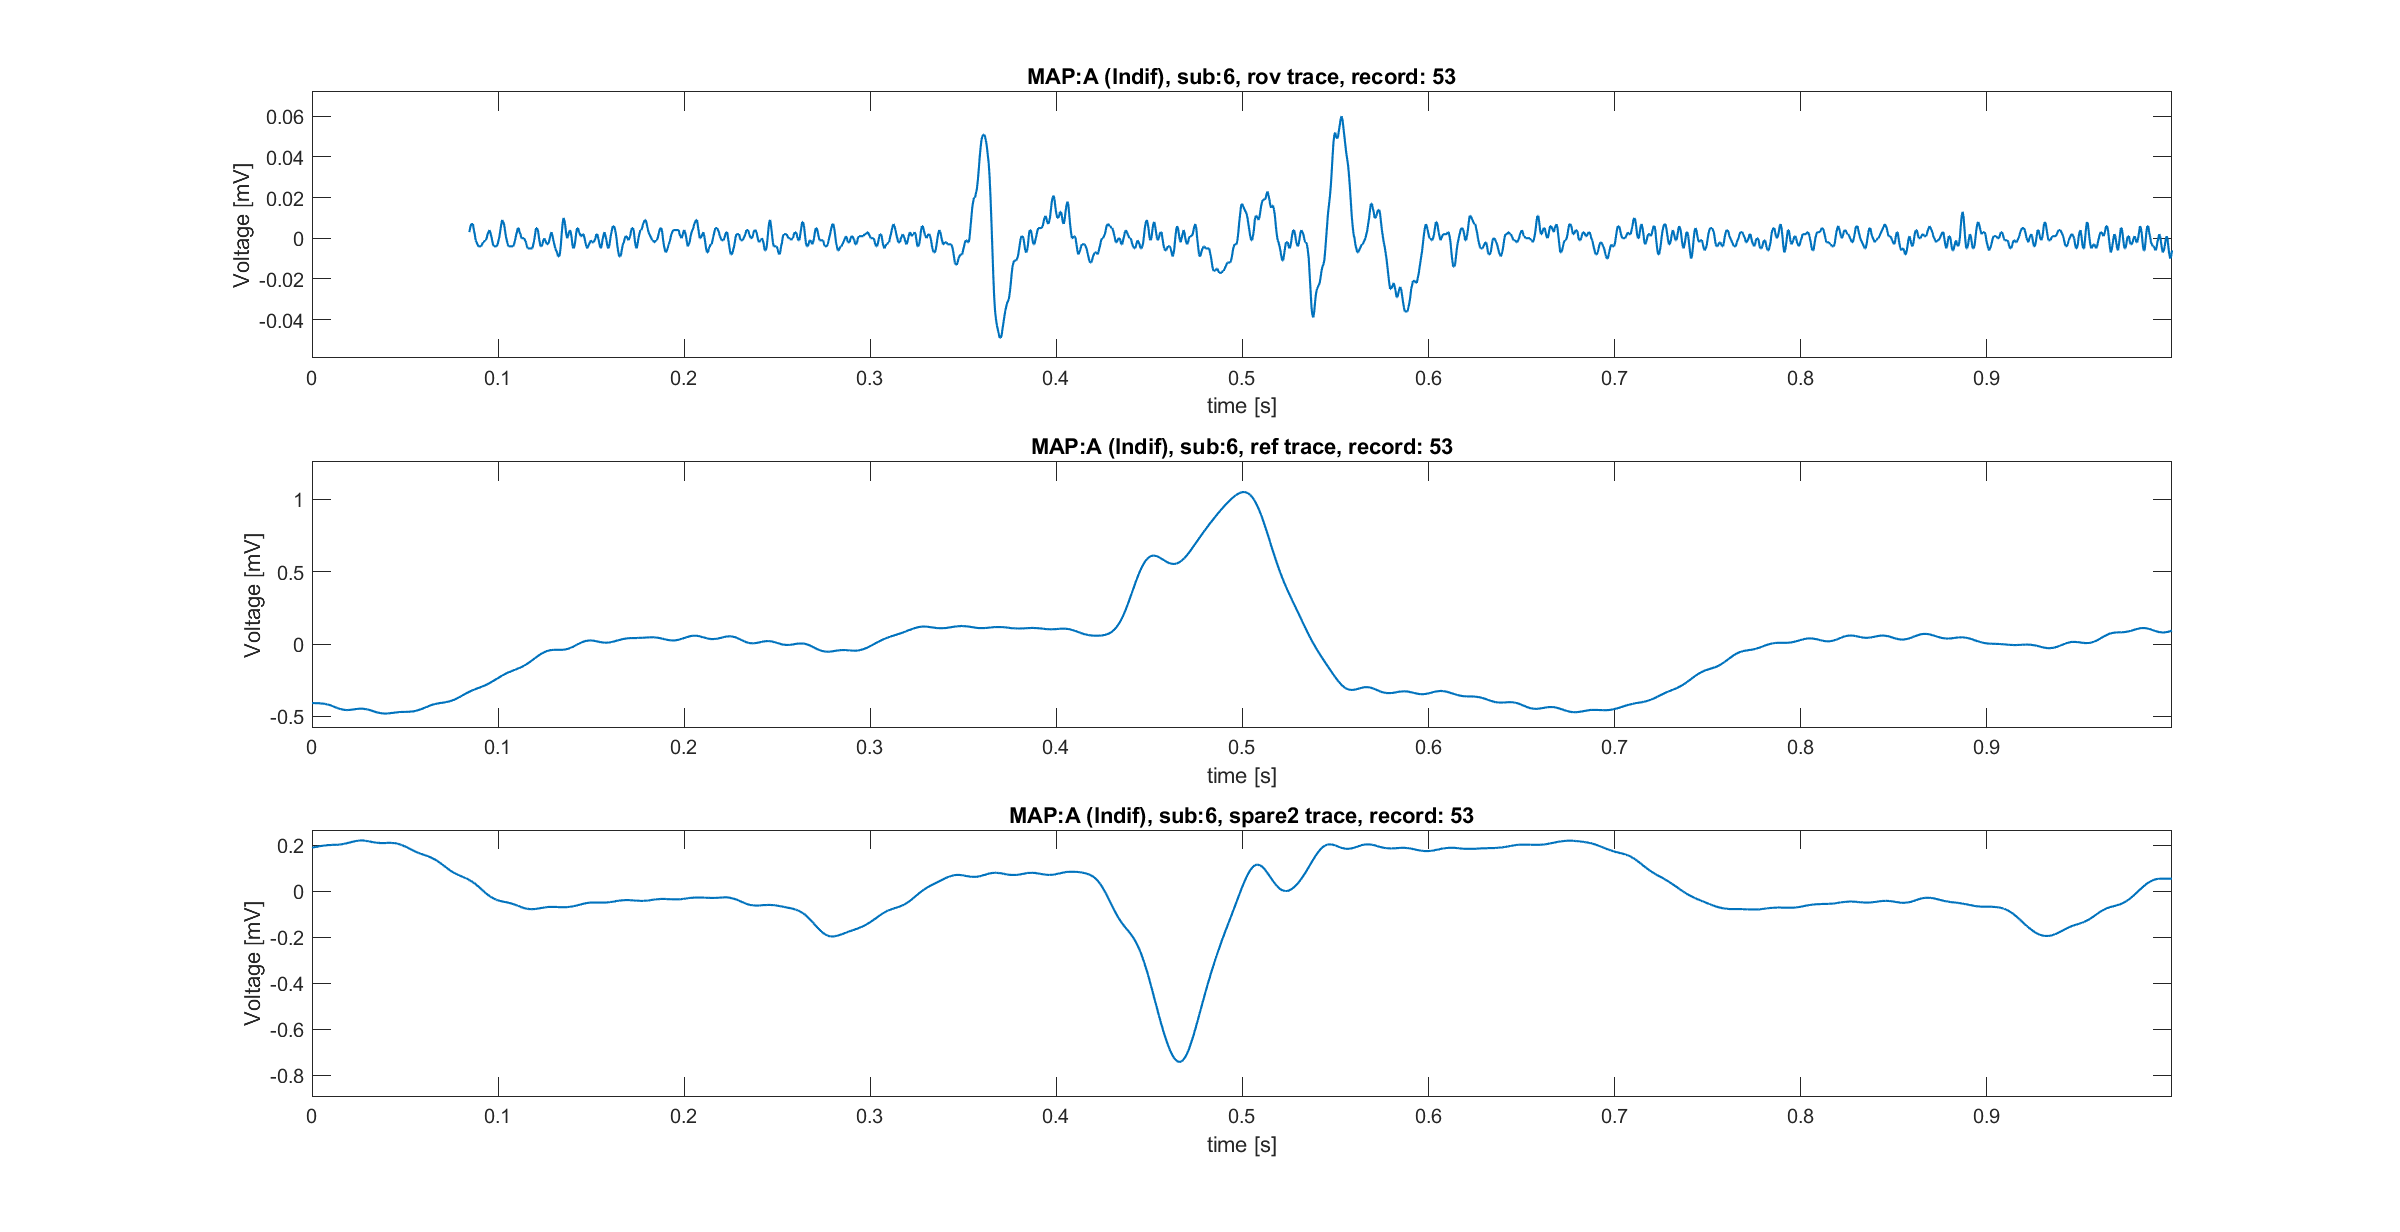 MAP:A (Indif), sub:6, rov trace, record: 53
Voltage [mV]
0.06
0.04
0.02
0
-0.02
-0.04
0 0.1 0.2 0.3 0.4 0.5 0.6 0.7 0.8 0.9
time [s]
MAP:A (Indif), sub:6, ref trace, record: 53
Voltage [mV]
1
0.5
0
-0.5
0 0.1 0.2 0.3 0.4 0.5 0.6 0.7 0.8 0.9
time [s]
MAP:A (Indif), sub:6, spare2 trace, record: 53
Voltage [mV]
0.2
0
-0.2
-0.4
-0.6
-0.8
0 0.1 0.2 0.3 0.4 0.5 0.6 0.7 0.8 0.9
time [s]